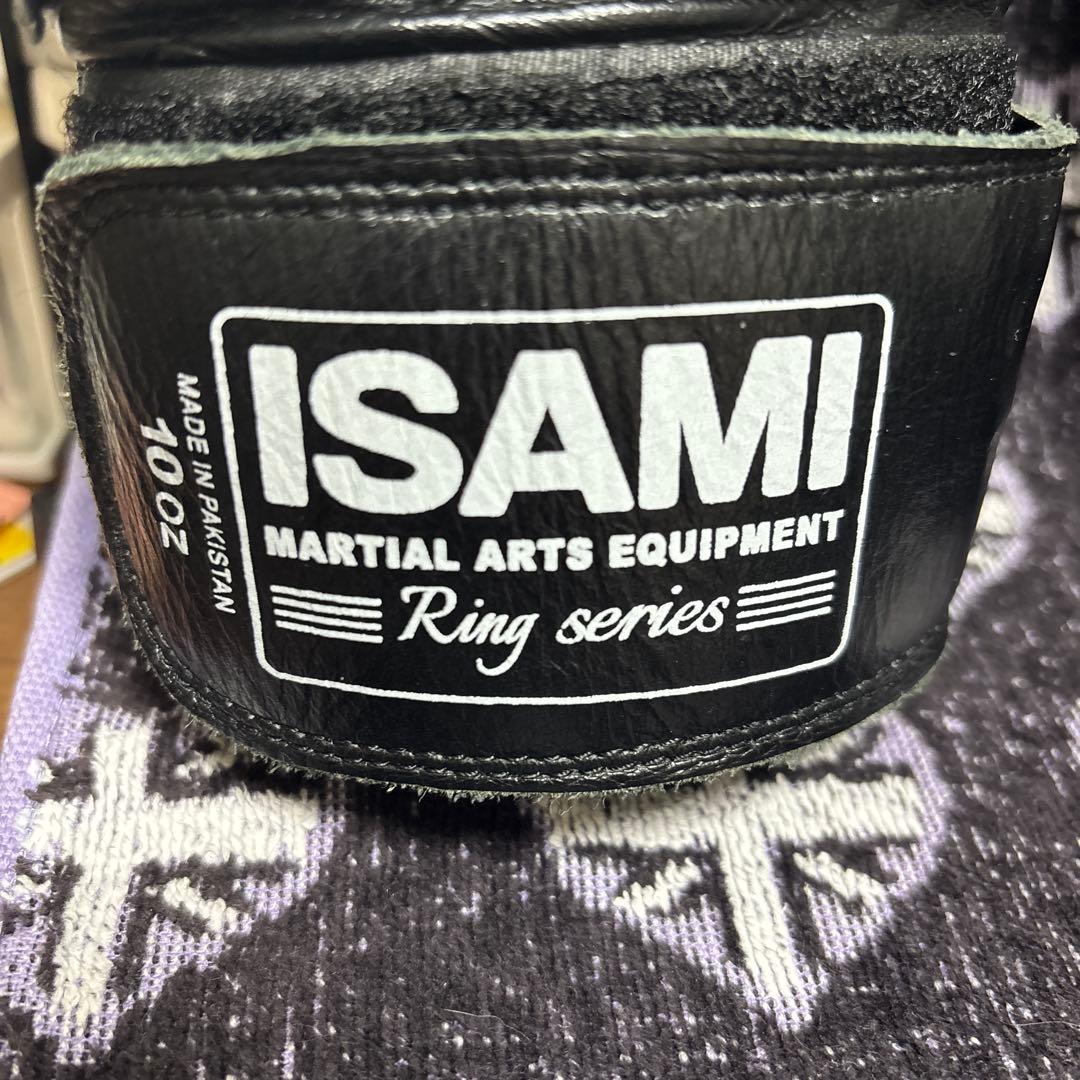 ISAMI
MARTIAL ARTS EQUIPMENT
Ring series
MADE IN PAKISTAN
10 OZ